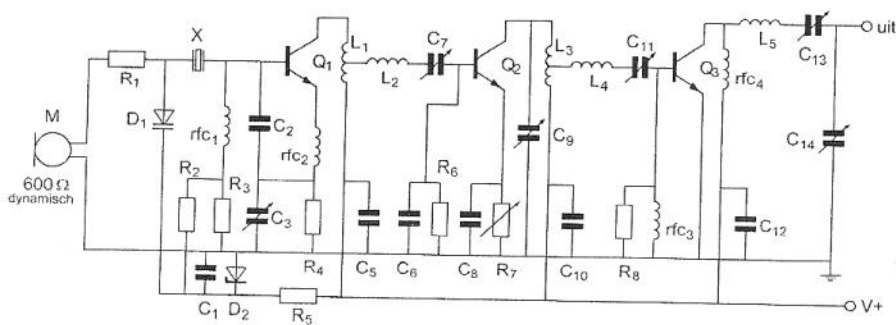 M
600 Ω
dynamisch
R1
D1
X
rfc1
R2
R3
C1
D2
C2
C3
Q1
rfc2
R4
R5
L1
L2
C5
C7
C6
R6
Q2
C8
R7
C9
L3
L4
C10
C11
R8
rfc3
Q3
rfc4
L5
C12
C13
C14
uit
V+